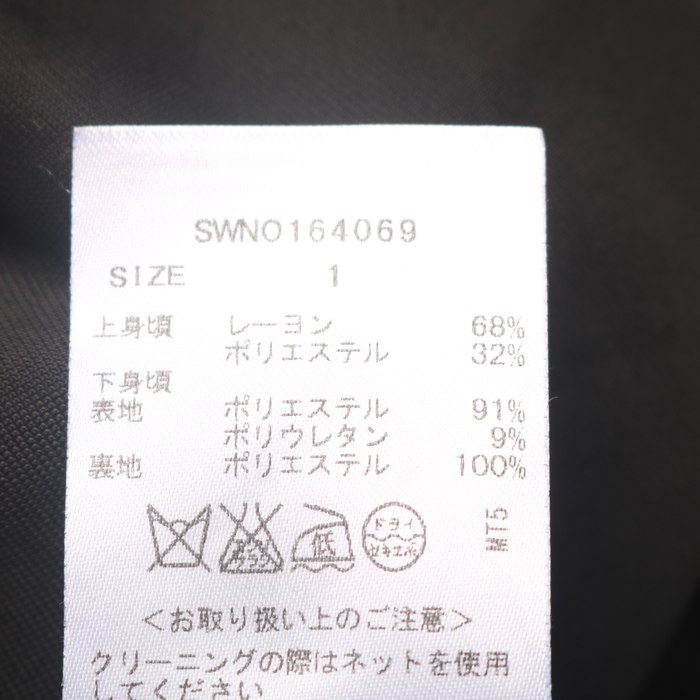 SWNO164069
SIZE 1
上身頃 レーヨン 68%
ポリエステル 32%
下身頃
表地 ポリエステル 91%
ポリウレタン 9%
裏地 ポリエステル 100%
低
ドライ
セキユ系
MT5
<お取り扱い上のご注意>
クリーニングの際はネットを使用
してください